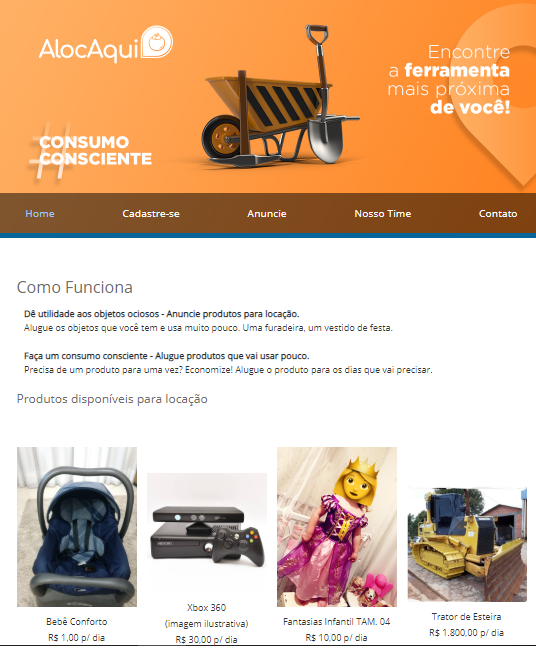 AlocAqui
Encontre
a ferramenta
mais próxima
de você!
#
CONSUMO
CONSCIENTE
Home Cadastre-se Anuncie Nosso Time Contato
Como Funciona
Dê utilidade aos objetos ociosos - Anuncie produtos para locação.
Alugue os objetos que você tem e usa muito pouco. Uma furadeira, um vestido de festa.
Faça um consumo consciente - Alugue produtos que vai usar pouco.
Precisa de um produto para uma vez? Economize! Alugue o produto para os dias que vai precisar.
Produtos disponíveis para locação
Bebê Conforto
R$ 1,00 p/ dia
Xbox 360
(imagem ilustrativa)
R$ 30,00 p/ dia
Fantasias Infantil TAM. 04
R$ 10,00 p/ dia
Trator de Esteira
R$ 1.800,00 p/ dia